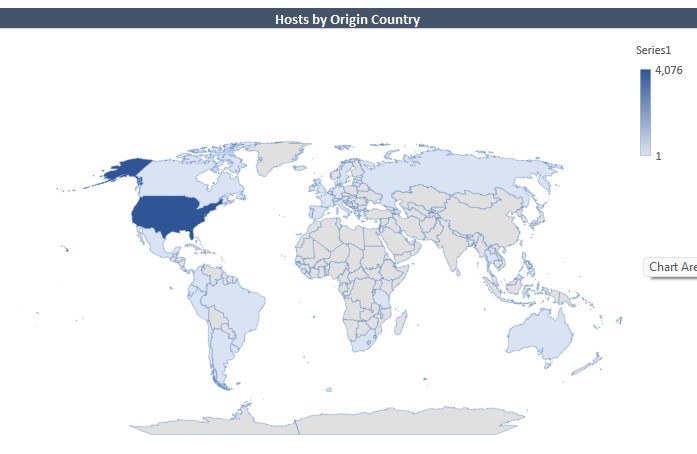 Hosts by Origin Country
Series1
4,076
1
Chart Are